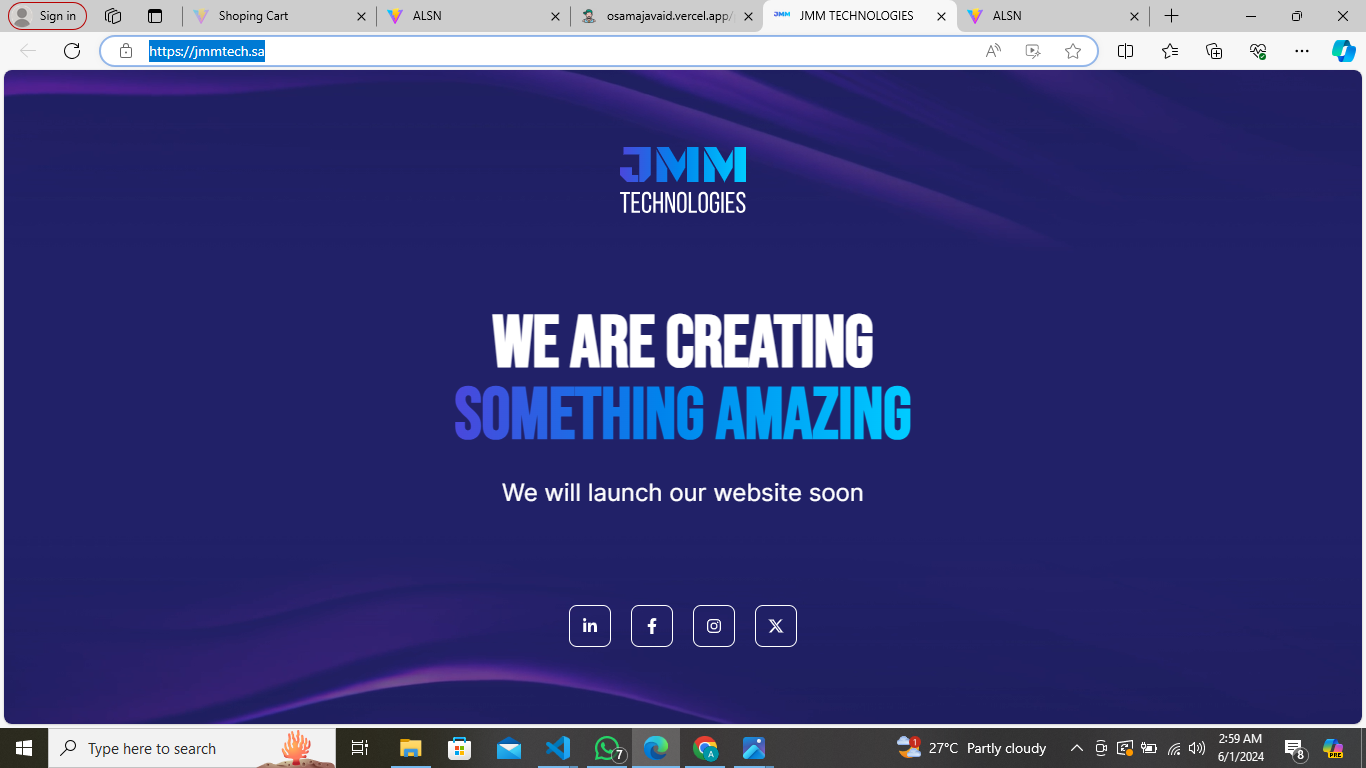 Sign in
Shoping Cart
ALSN
osamajavaid.vercel.app/
JMM TECHNOLOGIES
ALSN
https://jmmtech.sa
JMM
TECHNOLOGIES
WE ARE CREATING
SOMETHING AMAZING
We will launch our website soon
Type here to search
7
A
1
27°C Partly cloudy
2:59 AM
6/1/2024
8
PRE